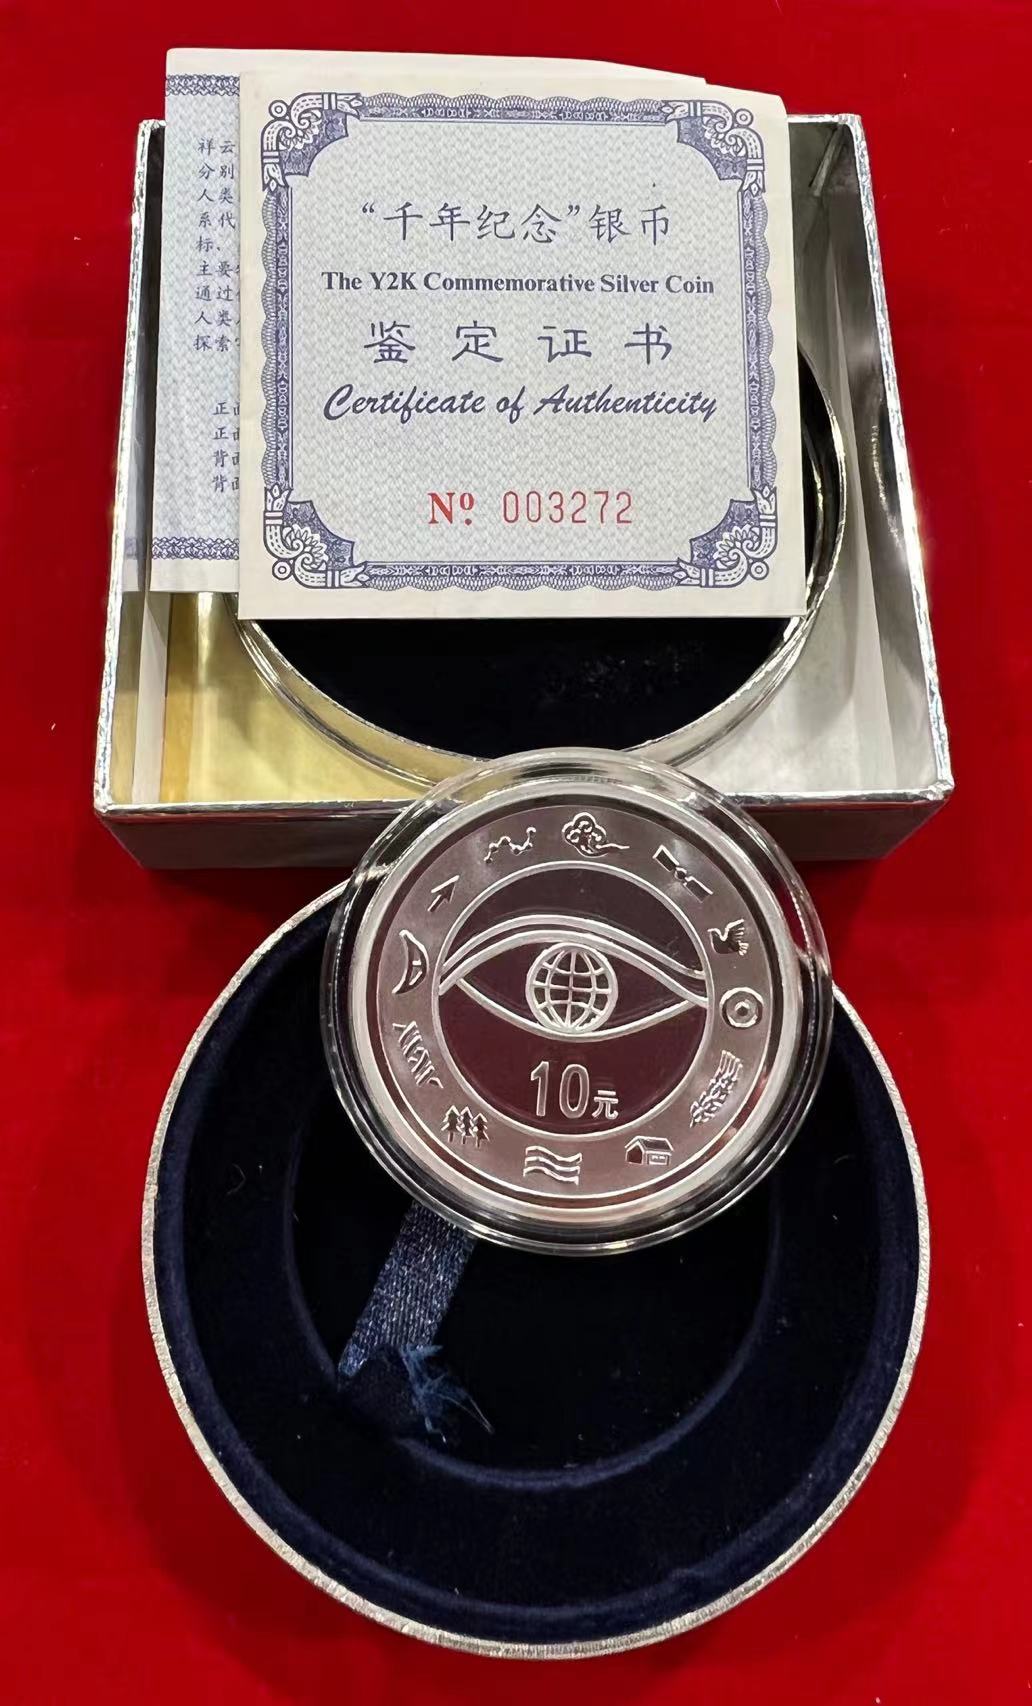 “千年纪念”银币
The Y2K Commemorative Silver Coin
鉴定证书
Certificate of Authenticity
Nº. 003272
祥云
分别
人类
系代
标、
主要
通过
人类
探索
正面
正面
背面
背面
10元